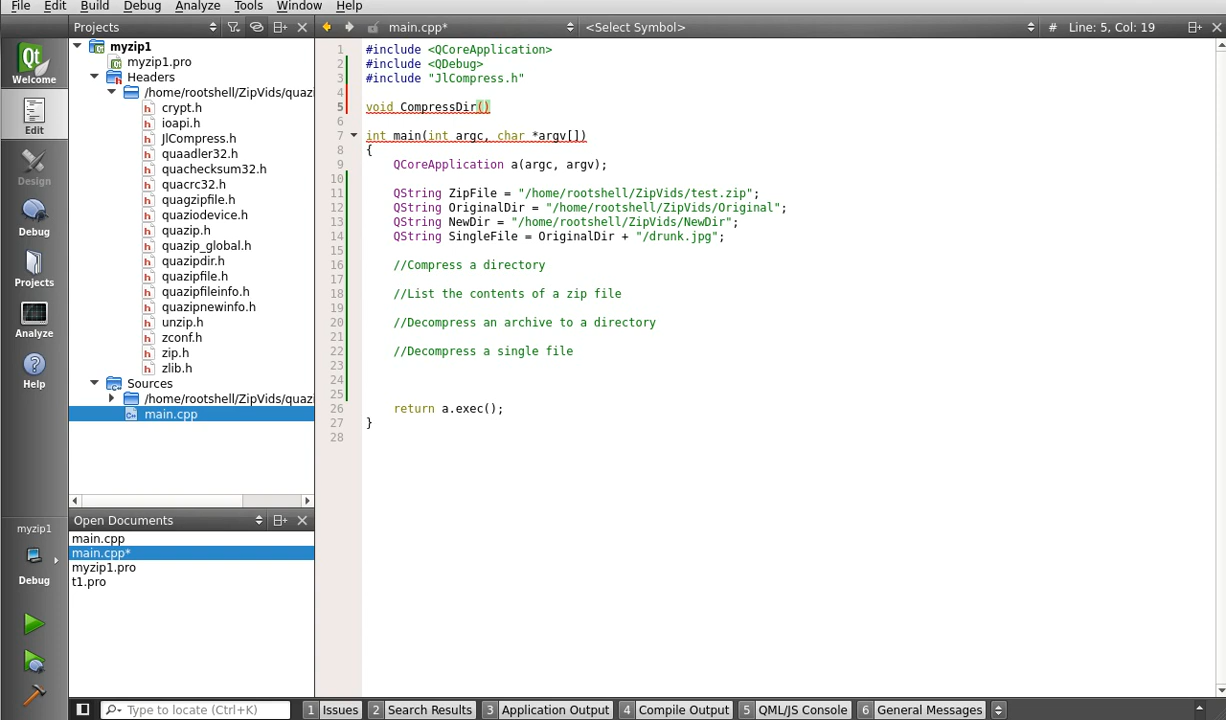 File Edit Build Debug Analyze Tools Window Help
Projects
main.cpp*
<Select Symbol>
# Line: 5, Col: 19
Welcome
Edit
Design
Debug
Projects
Analyze
Help
myzip1
Debug
myzip1
myzip1.pro
Headers
/home/rootshell/ZipVids/quaz
crypt.h
ioapi.h
JlCompress.h
quaadler32.h
quachecksum32.h
quacrc32.h
quagzipfile.h
quaziodevice.h
quazip.h
quazip_global.h
quazipdir.h
quazipfile.h
quazipfileinfo.h
quazipnewinfo.h
unzip.h
zconf.h
zip.h
zlib.h
Sources
/home/rootshell/ZipVids/quaz
main.cpp
Open Documents
main.cpp
main.cpp*
myzip1.pro
t1.pro
1 #include <QCoreApplication>
2 #include <QDebug>
3 #include "JlCompress.h"
4
5 void CompressDir()
6
7 int main(int argc, char *argv[])
8 {
9 QCoreApplication a(argc, argv);
10
11 QString ZipFile = "/home/rootshell/ZipVids/test.zip";
12 QString OriginalDir = "/home/rootshell/ZipVids/Original";
13 QString NewDir = "/home/rootshell/ZipVids/NewDir";
14 QString SingleFile = OriginalDir + "/drunk.jpg";
15
16 //Compress a directory
17
18 //List the contents of a zip file
19
20 //Decompress an archive to a directory
21
22 //Decompress a single file
23
24
25
26 return a.exec();
27 }
28
Type to locate (Ctrl+K)
1 Issues
2 Search Results
3 Application Output
4 Compile Output
5 QML/JS Console
6 General Messages